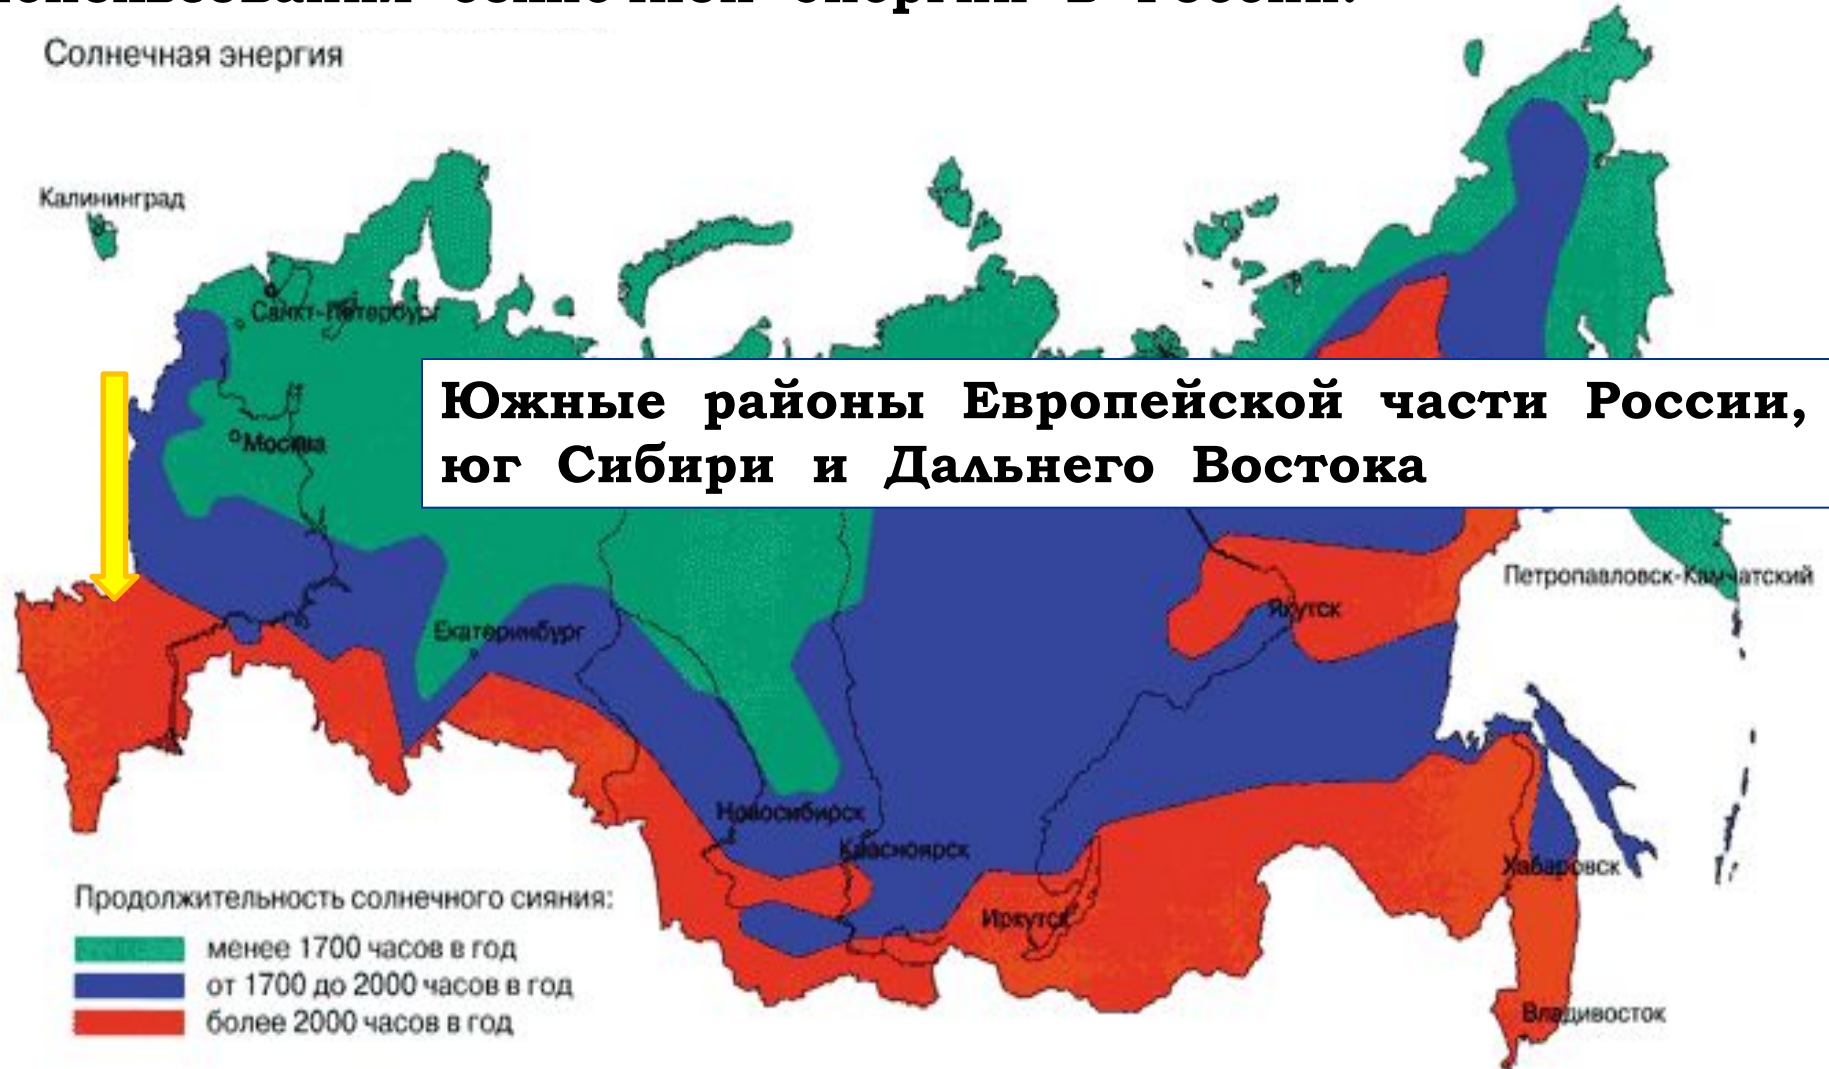 Солнечная энергия
Калининград
Санкт-Петербург
Москва
Южные районы Европейской части России,
юг Сибири и Дальнего Востока
Петропавловск-Камчатский
Якутск
Екатеринбург
Новосибирск
Красноярск
Хабаровск
Иркутск
Владивосток
Продолжительность солнечного сияния:
менее 1700 часов в год
от 1700 до 2000 часов в год
более 2000 часов в год